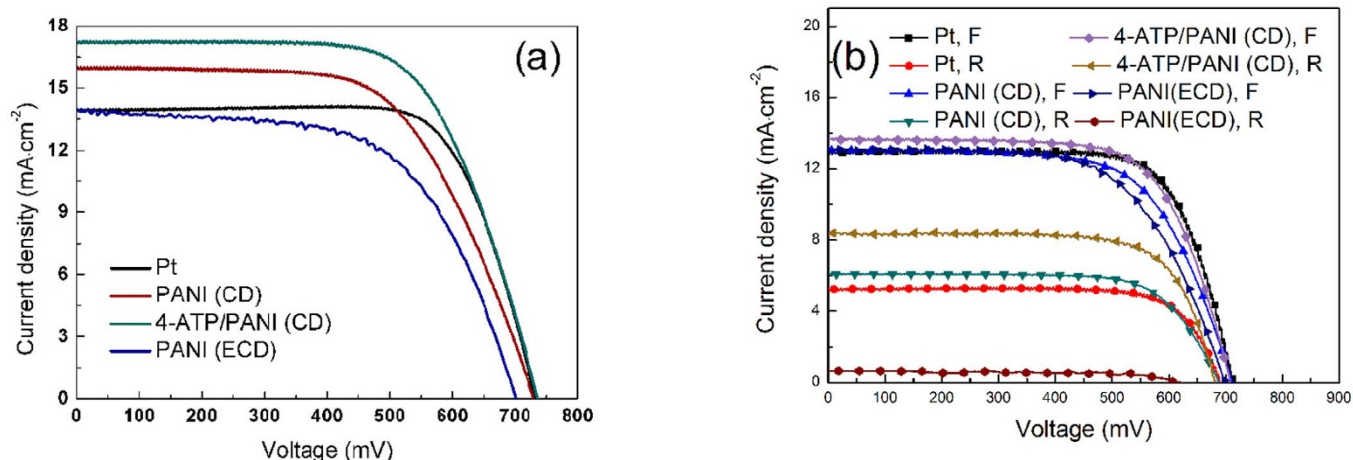 (a)
18
15
12
9
6
3
0
Current density (mA·cm⁻²)
Pt
PANI (CD)
4-ATP/PANI (CD)
PANI (ECD)
0 100 200 300 400 500 600 700 800
Voltage (mV)
(b)
20
16
12
8
4
0
Current density (mA·cm⁻²)
Pt, F 4-ATP/PANI (CD), F
Pt, R 4-ATP/PANI (CD), R
PANI (CD), F PANI(ECD), F
PANI (CD), R PANI(ECD), R
0 100 200 300 400 500 600 700 800 900
Voltage (mV)